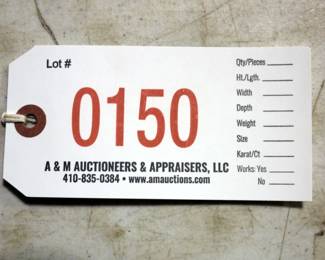 Lot #
0150
A & M AUCTIONEERS & APPRAISERS, LLC
410-835-0384 • www.amauctions.com
Qty/Pieces
Ht./Lgth.
Width
Depth
Weight
Size
Karat/Ct
Works: Yes
No